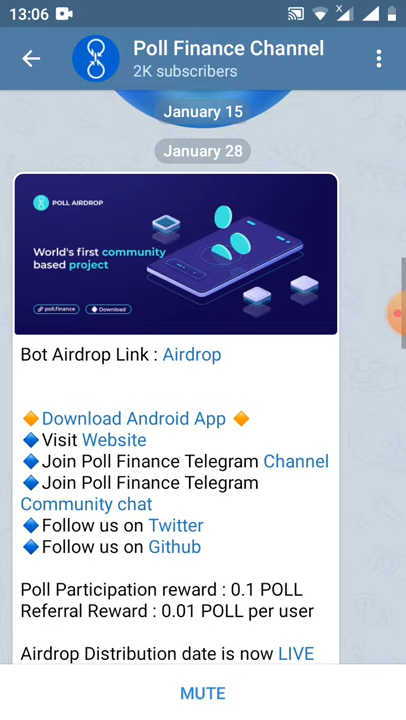 13:06
Poll Finance Channel
2K subscribers
January 15
January 28
POLL AIRDROP
World's first community
based project
poll.finance
Download
Bot Airdrop Link : Airdrop
🔶Download Android App 🔶
🔷Visit Website
🔷Join Poll Finance Telegram Channel
🔷Join Poll Finance Telegram
Community chat
🔷Follow us on Twitter
🔷Follow us on Github
Poll Participation reward : 0.1 POLL
Referral Reward : 0.01 POLL per user
Airdrop Distribution date is now LIVE
MUTE